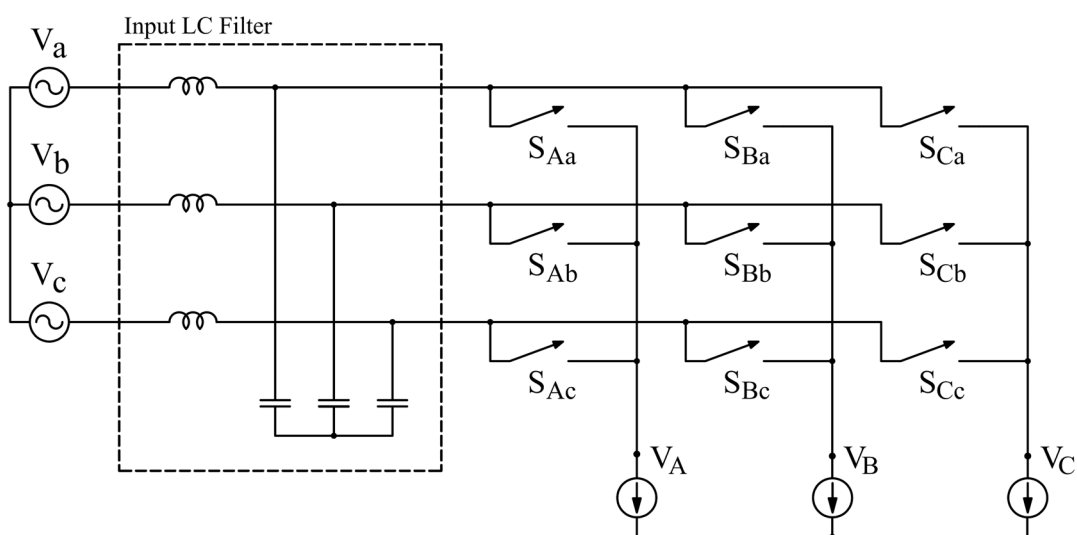 Input LC Filter
Va
Vb
Vc
SAa
SBa
SCa
SAb
SBb
SCb
SAc
SBc
SCc
VA
VB
VC